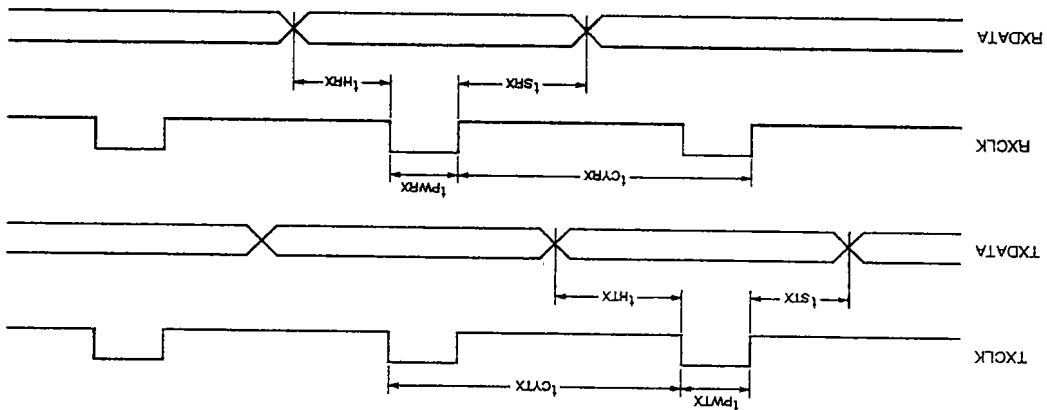 TXCLK
tPWTX
tCYTX
tSTX
tHTX
TXDATA
RXCLK
tCYRX
tPWRX
tSRX
tHRX
RXDATA